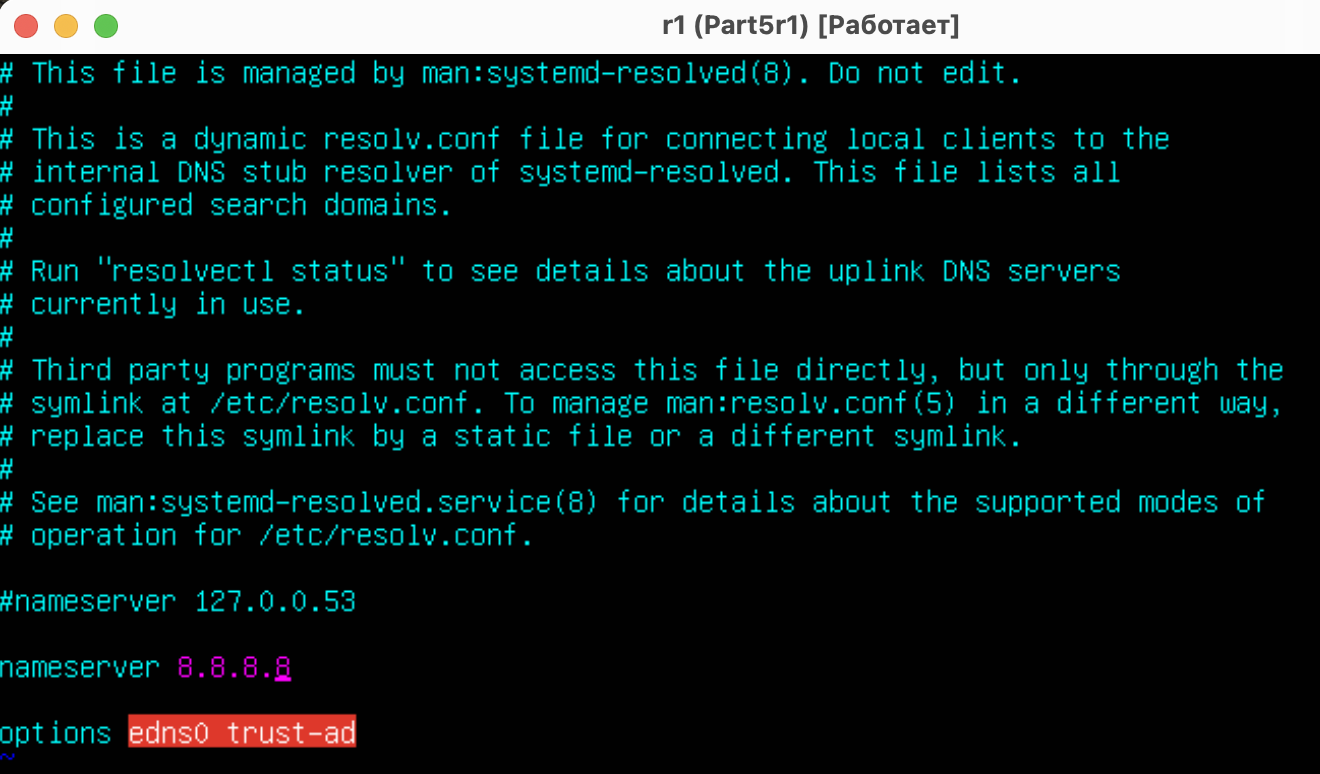 r1 (Part5r1) [Работает]
# This file is managed by man:systemd-resolved(8). Do not edit.
#
# This is a dynamic resolv.conf file for connecting local clients to the
# internal DNS stub resolver of systemd-resolved. This file lists all
# configured search domains.
#
# Run "resolvectl status" to see details about the uplink DNS servers
# currently in use.
#
# Third party programs must not access this file directly, but only through the
# symlink at /etc/resolv.conf. To manage man:resolv.conf(5) in a different way,
# replace this symlink by a static file or a different symlink.
#
# See man:systemd-resolved.service(8) for details about the supported modes of
# operation for /etc/resolv.conf.
#nameserver 127.0.0.53
nameserver 8.8.8.8
options edns0 trust-ad
~